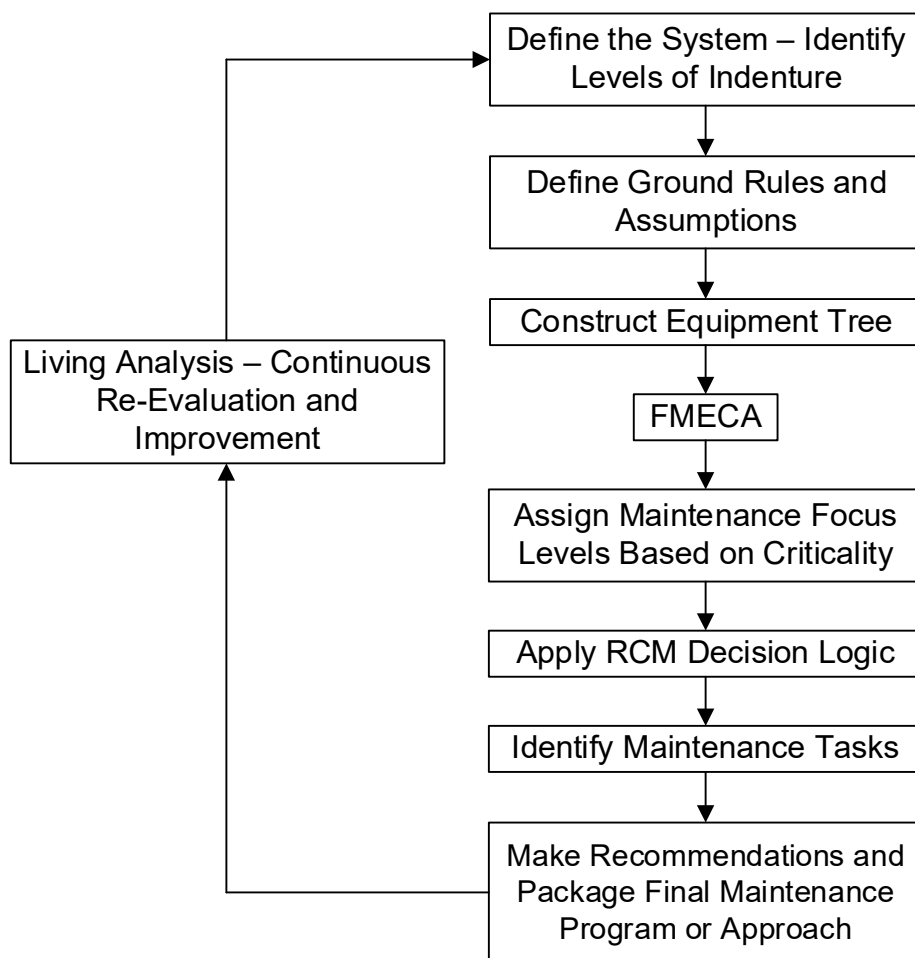 Define the System – Identify
Levels of Indenture
Define Ground Rules and
Assumptions
Construct Equipment Tree
Living Analysis – Continuous
Re-Evaluation and
Improvement
FMECA
Assign Maintenance Focus
Levels Based on Criticality
Apply RCM Decision Logic
Identify Maintenance Tasks
Make Recommendations and
Package Final Maintenance
Program or Approach